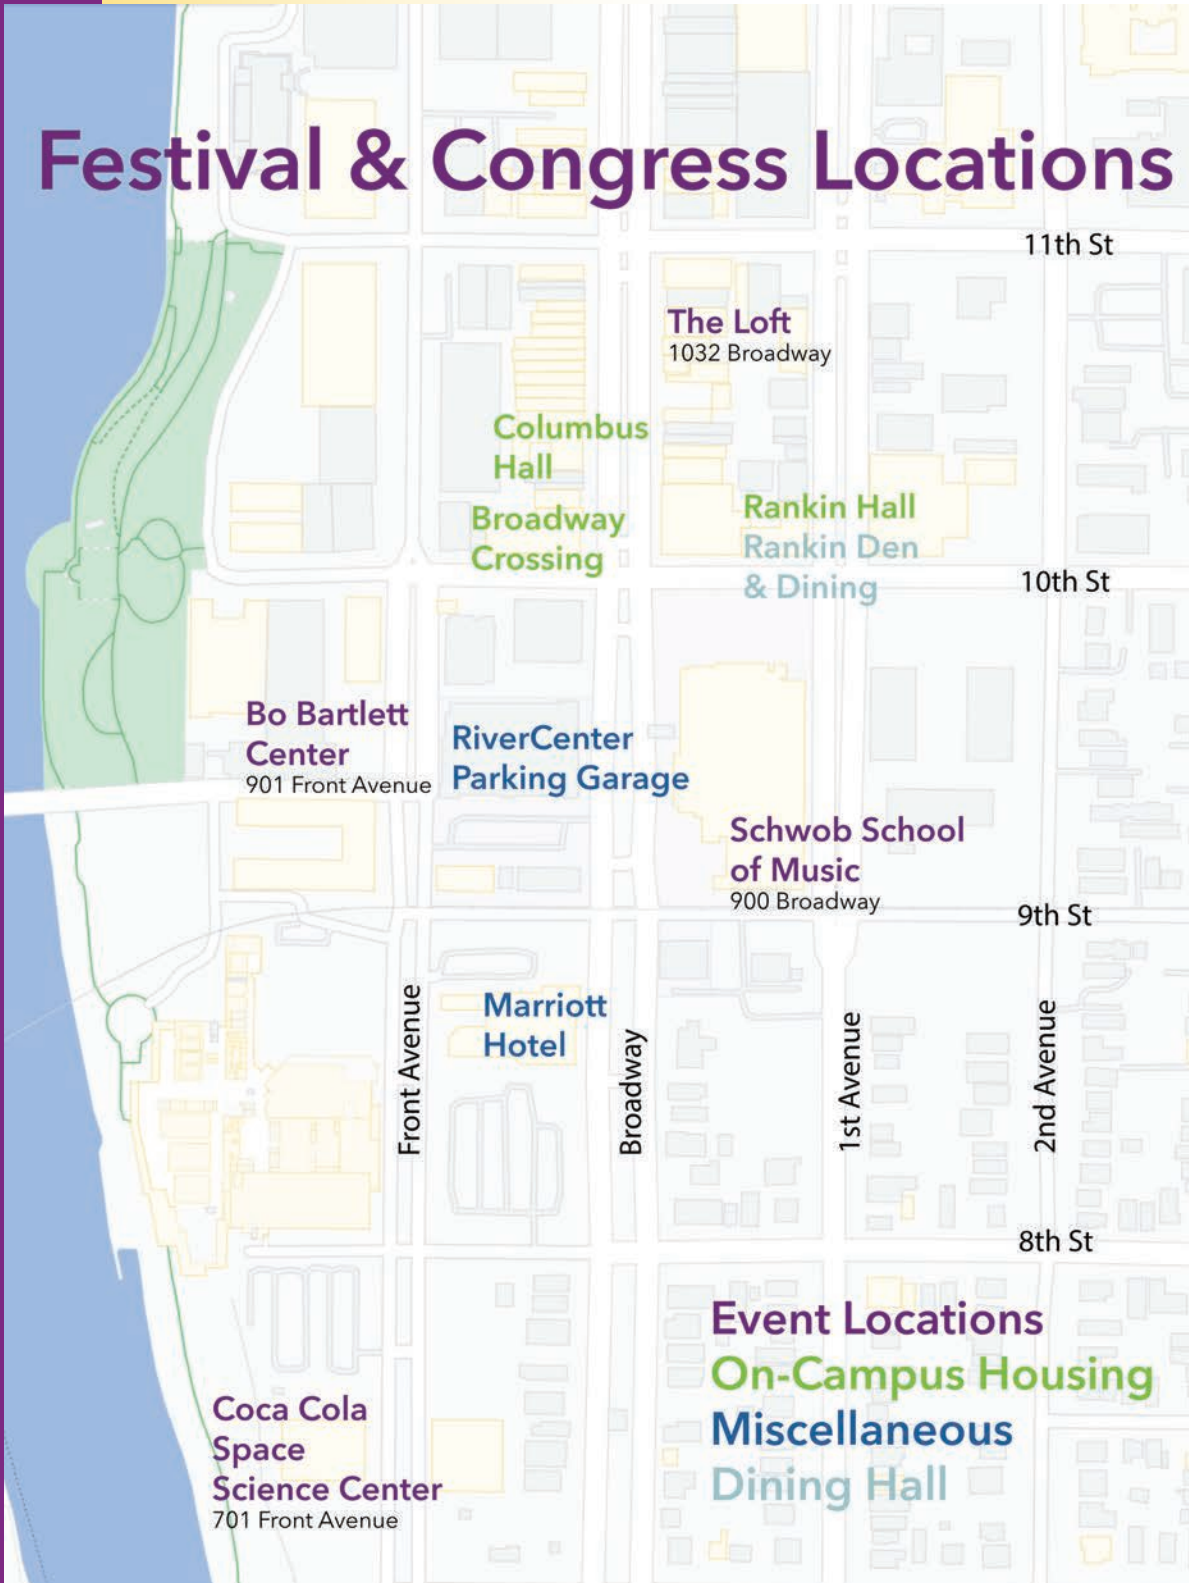 Festival & Congress Locations
11th St
The Loft
1032 Broadway
Columbus
Hall
Broadway
Crossing
Rankin Hall
Rankin Den
& Dining
10th St
Bo Bartlett
Center
901 Front Avenue
RiverCenter
Parking Garage
Schwob School
of Music
900 Broadway
9th St
Marriott
Hotel
Front Avenue
Broadway
1st Avenue
2nd Avenue
8th St
Event Locations
On-Campus Housing
Miscellaneous
Dining Hall
Coca Cola
Space
Science Center
701 Front Avenue